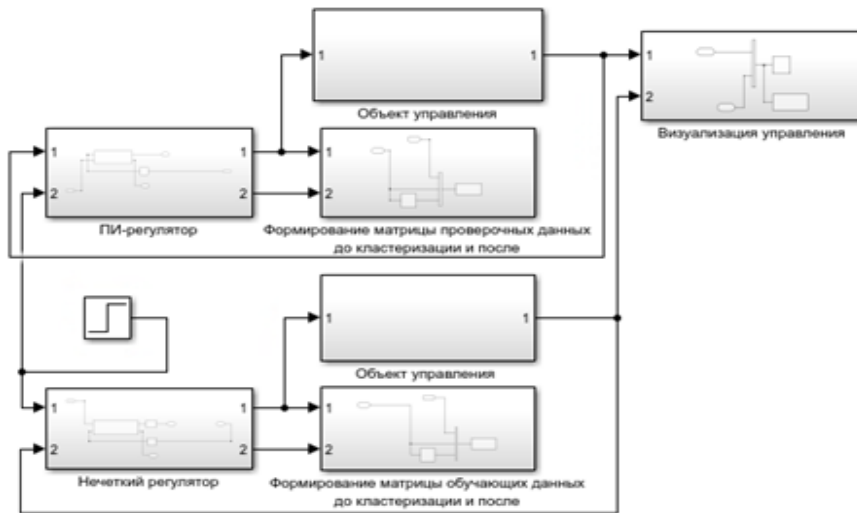 1
1
Объект управления
1
2
Визуализация управления
1
2
1
2
ПИ-регулятор
1
2
Формирование матрицы проверочных данных
до кластеризации и после
1
1
Объект управления
1
2
1
2
Нечеткий регулятор
1
2
Формирование матрицы обучающих данных
до кластеризации и после